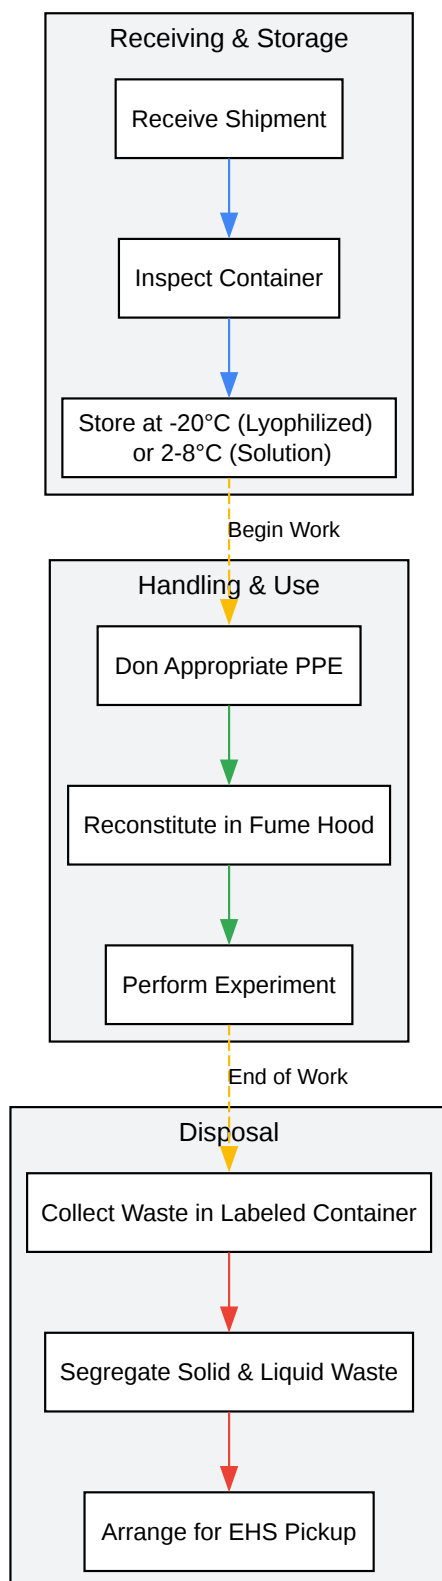 Receiving & Storage
Receive Shipment
Inspect Container
Store at -20°C (Lyophilized)
or 2-8°C (Solution)
Begin Work
Handling & Use
Don Appropriate PPE
Reconstitute in Fume Hood
Perform Experiment
End of Work
Disposal
Collect Waste in Labeled Container
Segregate Solid & Liquid Waste
Arrange for EHS Pickup